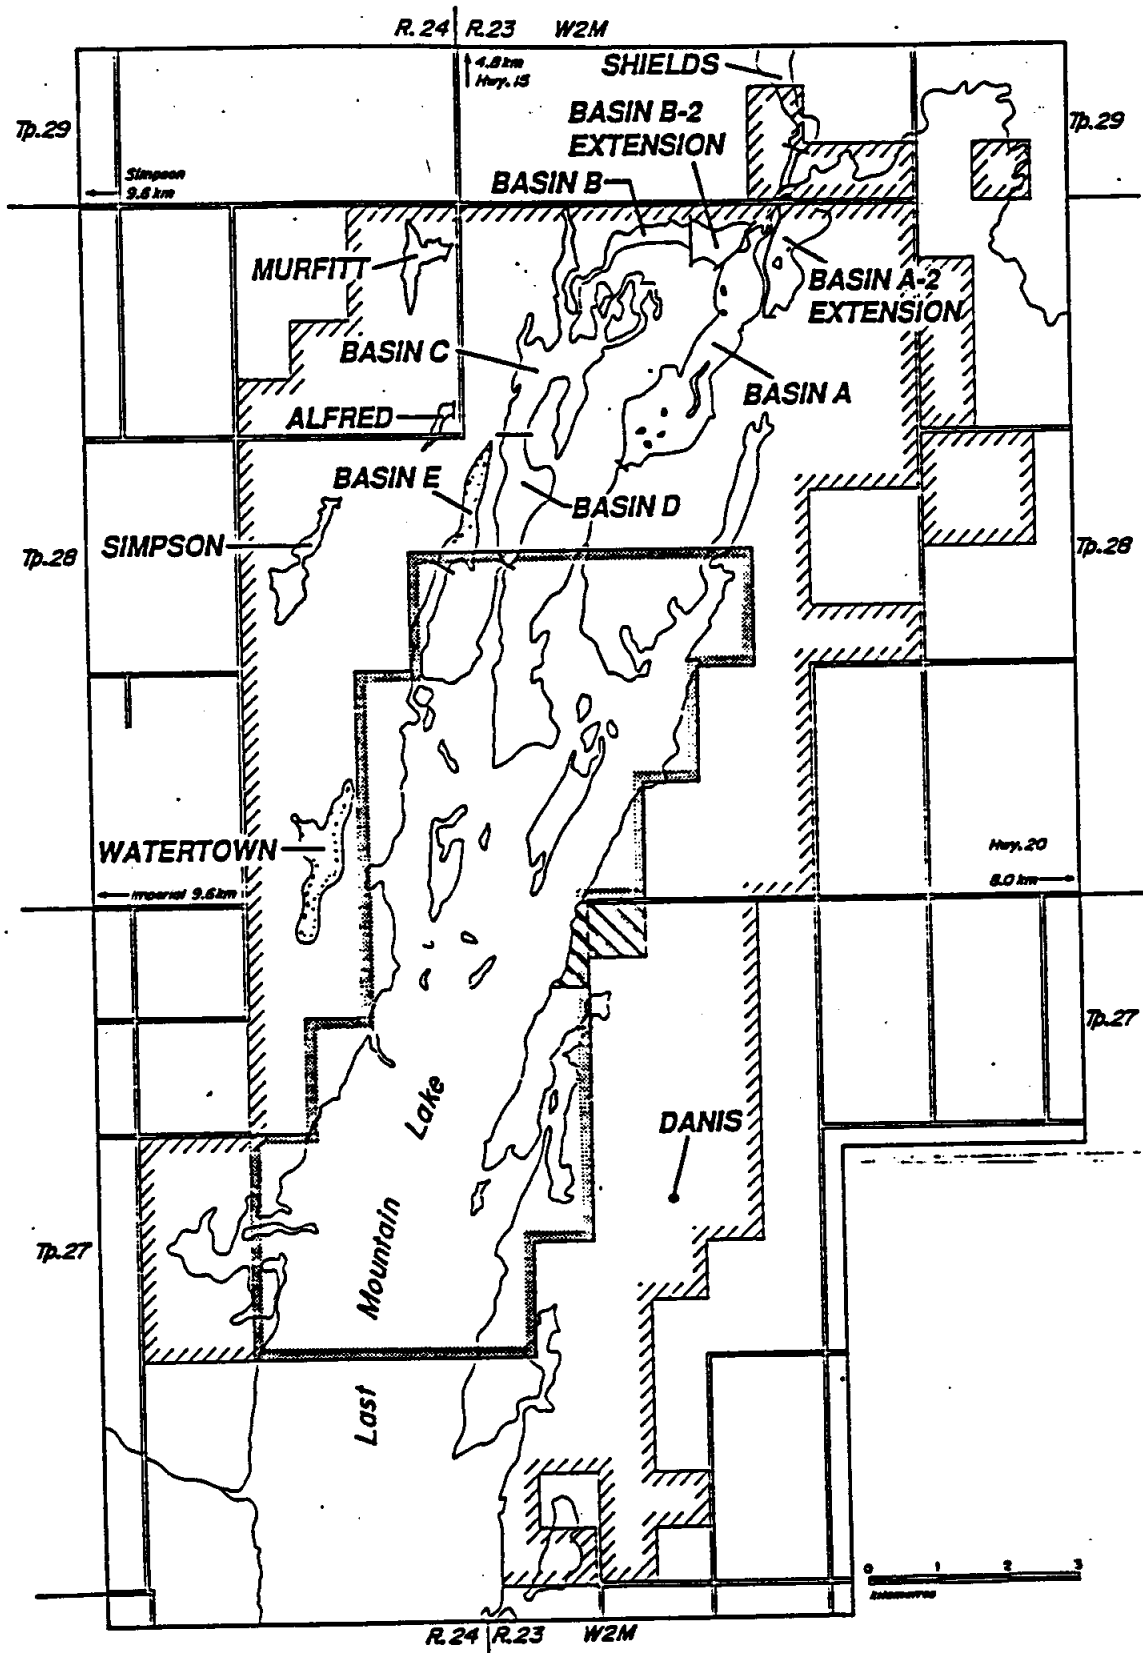 R.24 R.23 W2M
4.8 km
Hwy. 15
SHIELDS
BASIN B-2
EXTENSION
Tp.29
Tp.29
Simpson
9.6 km
BASIN B
MURFITT
BASIN A-2
EXTENSION
BASIN C
BASIN A
ALFRED
BASIN E
BASIN D
SIMPSON
Tp.28
Tp.28
WATERTOWN
Hwy. 20
8.0 km
Imperial 9.6 km
Tp.27
Lake
DANIS
Mountain
Tp.27
Last
0 1 2 3
kilometres
R.24 R.23 W2M